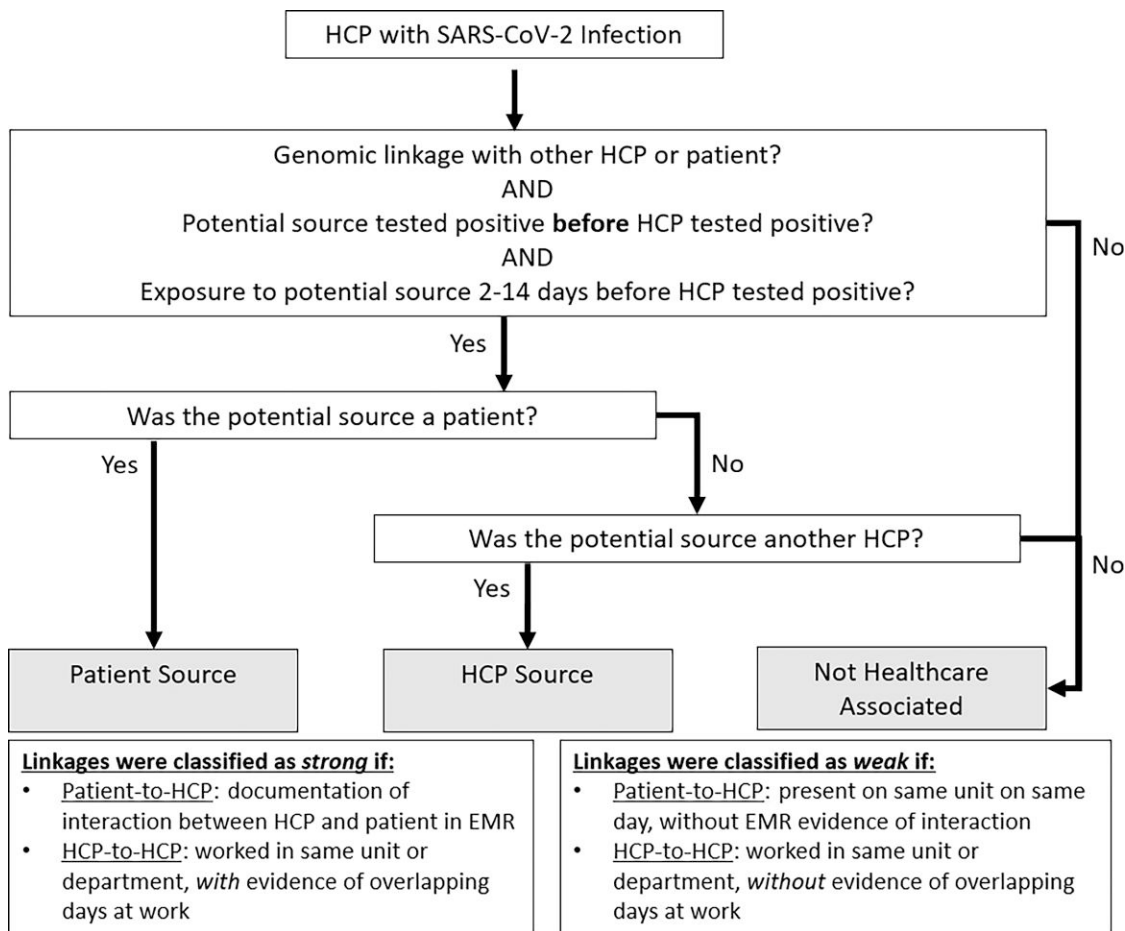 HCP with SARS-CoV-2 Infection
Genomic linkage with other HCP or patient?
AND
Potential source tested positive before HCP tested positive?
AND
Exposure to potential source 2-14 days before HCP tested positive?
No
Yes
Was the potential source a patient?
Yes
No
Was the potential source another HCP?
Yes
No
Patient Source
HCP Source
Not Healthcare
Associated
Linkages were classified as strong if:
• Patient-to-HCP: documentation of
interaction between HCP and patient in EMR
• HCP-to-HCP: worked in same unit or
department, with evidence of overlapping
days at work
Linkages were classified as weak if:
• Patient-to-HCP: present on same unit on same
day, without EMR evidence of interaction
• HCP-to-HCP: worked in same unit or
department, without evidence of overlapping
days at work